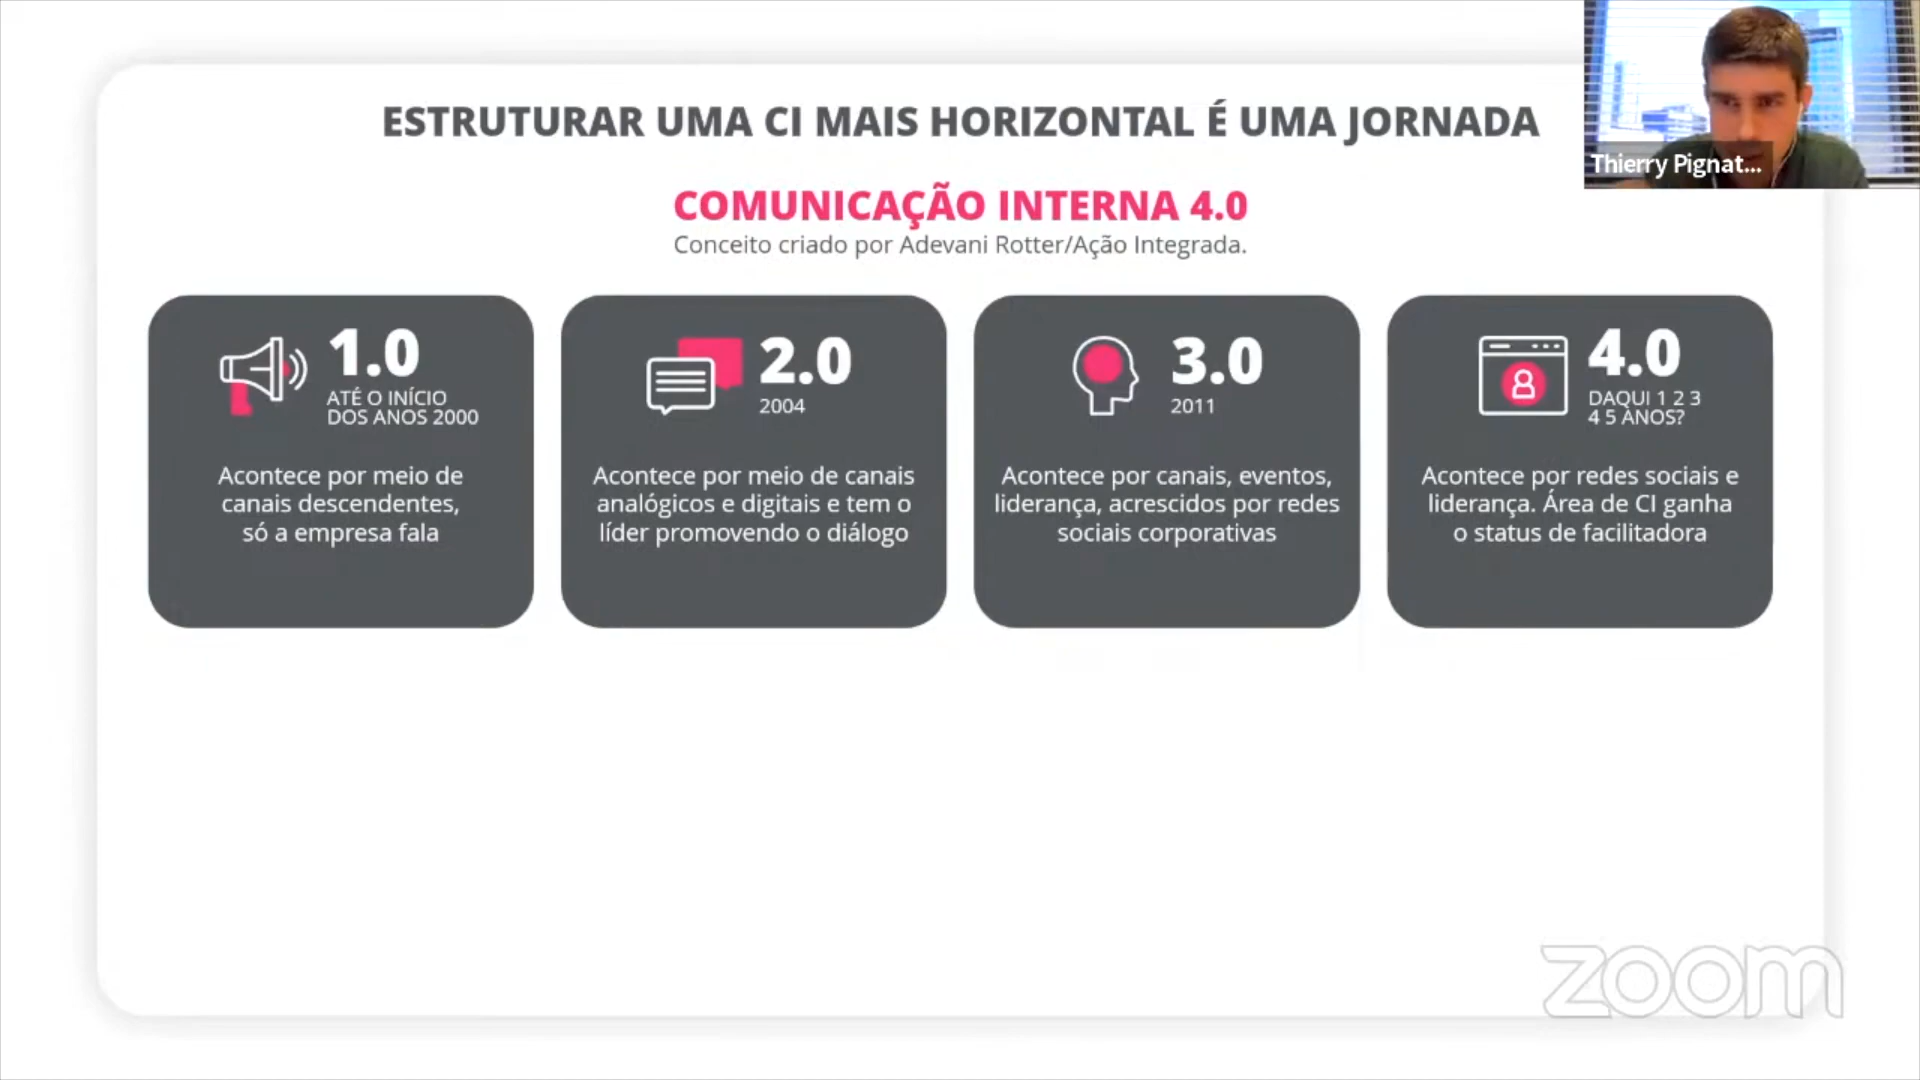 ESTRUTURAR UMA CI MAIS HORIZONTAL É UMA JORNADA
Thierry Pignat...
COMUNICAÇÃO INTERNA 4.0
Conceito criado por Adevani Rotter/Ação Integrada.
1.0
ATÉ O INÍCIO
DOS ANOS 2000
Acontece por meio de
canais descendentes,
só a empresa fala
2.0
2004
Acontece por meio de canais
analógicos e digitais e tem o
líder promovendo o diálogo
3.0
2011
Acontece por canais, eventos,
liderança, acrescidos por redes
sociais corporativas
4.0
DAQUI 1 2 3
4 5 ANOS?
Acontece por redes sociais e
liderança. Área de CI ganha
o status de facilitadora
zoom